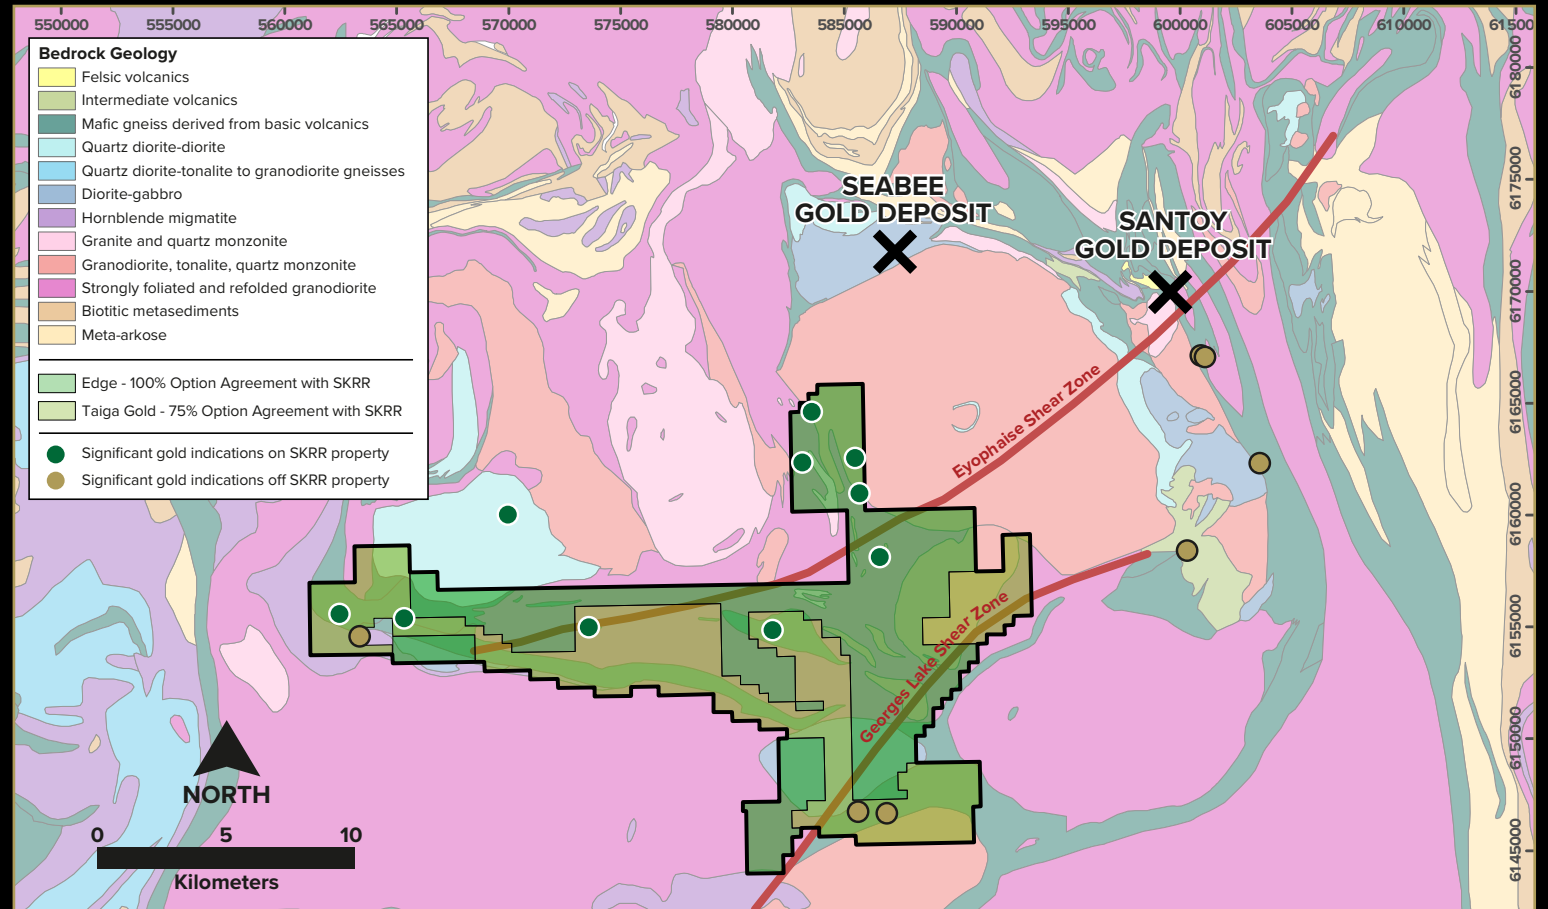 550000 555000 560000 565000 570000 575000 580000 585000 590000 595000 600000 605000 610000 615000
Bedrock Geology
Felsic volcanics
Intermediate volcanics
Mafic gneiss derived from basic volcanics
Quartz diorite-diorite
Quartz diorite-tonalite to granodiorite gneisses
Diorite-gabbro
Hornblende migmatite
Granite and quartz monzonite
Granodiorite, tonalite, quartz monzonite
Strongly foliated and refolded granodiorite
Biotitic metasediments
Meta-arkose
Edge - 100% Option Agreement with SKRR
Taiga Gold - 75% Option Agreement with SKRR
Significant gold indications on SKRR property
Significant gold indications off SKRR property
SEABEE
GOLD DEPOSIT
SANTOY
GOLD DEPOSIT
Eyophaise Shear Zone
Georges Lake Shear Zone
6180000
6175000
6170000
6165000
6160000
6155000
6150000
6145000
NORTH
0 5 10
Kilometers